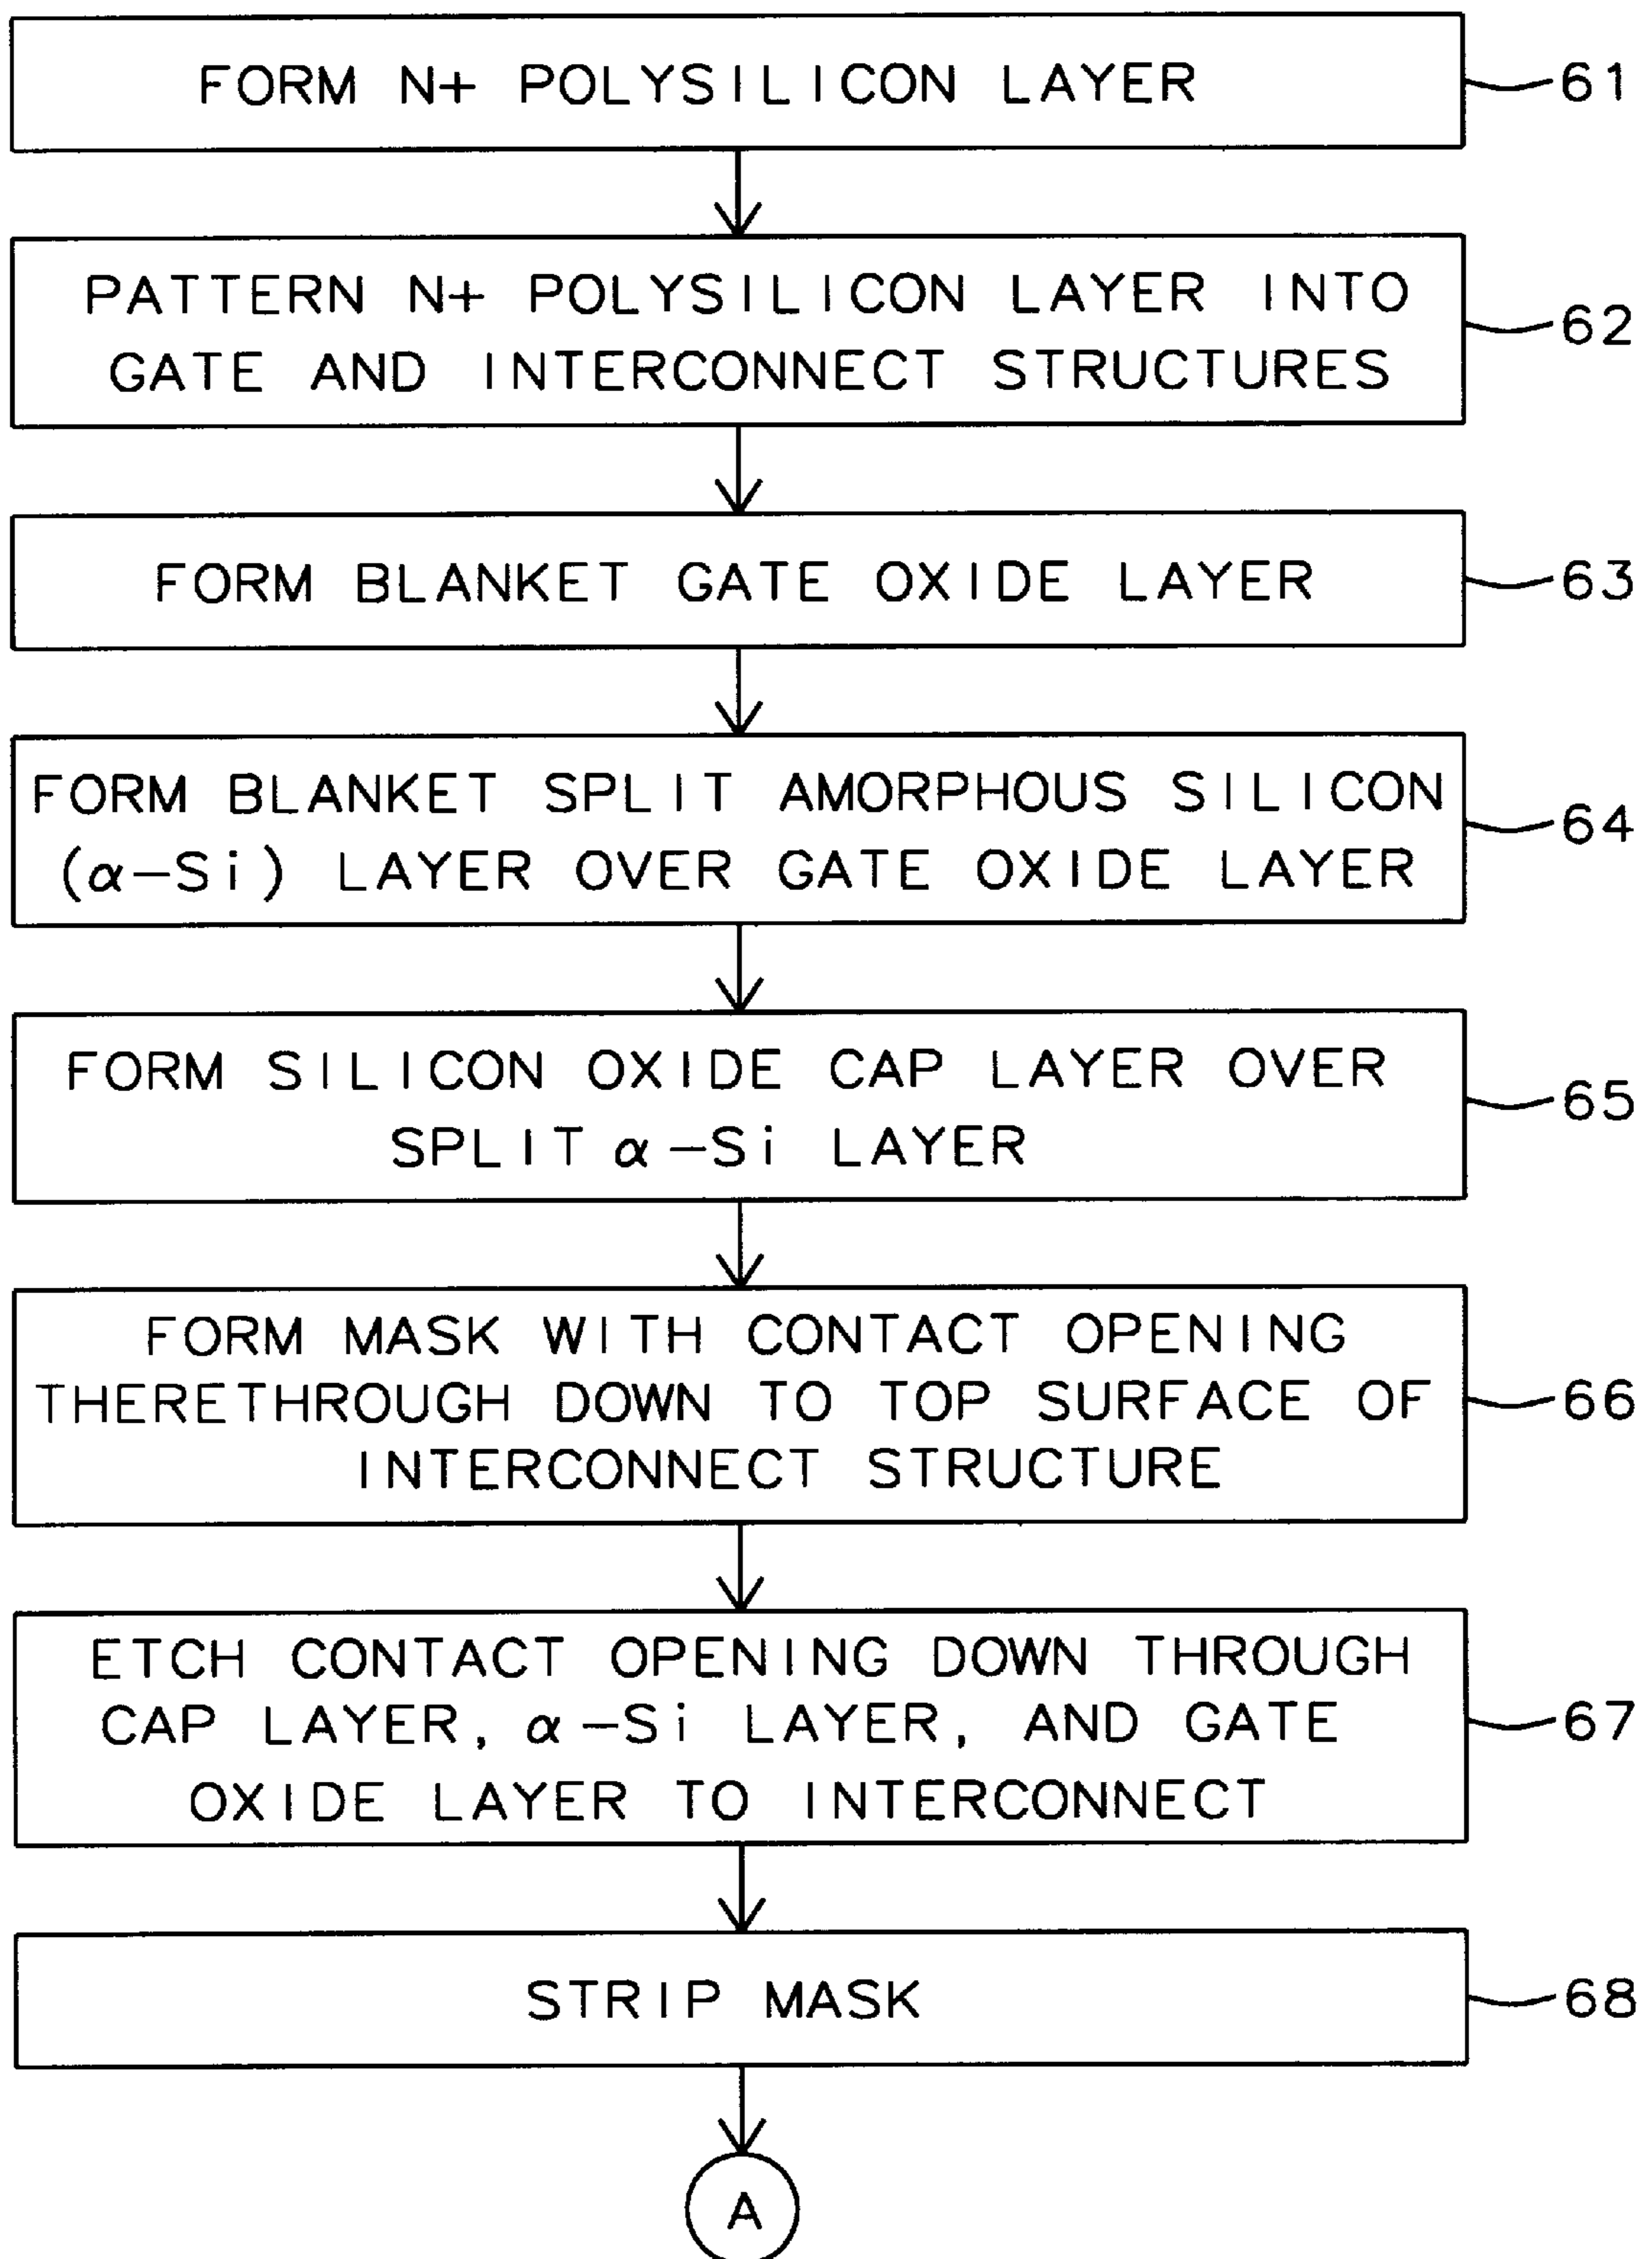 FORM N+ POLYSILICON LAYER
61
PATTERN N+ POLYSILICON LAYER INTO
GATE AND INTERCONNECT STRUCTURES
62
FORM BLANKET GATE OXIDE LAYER
63
FORM BLANKET SPLIT AMORPHOUS SILICON
(α-Si) LAYER OVER GATE OXIDE LAYER
64
FORM SILICON OXIDE CAP LAYER OVER
SPLIT α-Si LAYER
65
FORM MASK WITH CONTACT OPENING
THERETHROUGH DOWN TO TOP SURFACE OF
INTERCONNECT STRUCTURE
66
ETCH CONTACT OPENING DOWN THROUGH
CAP LAYER, α-Si LAYER, AND GATE
OXIDE LAYER TO INTERCONNECT
67
STRIP MASK
68
A